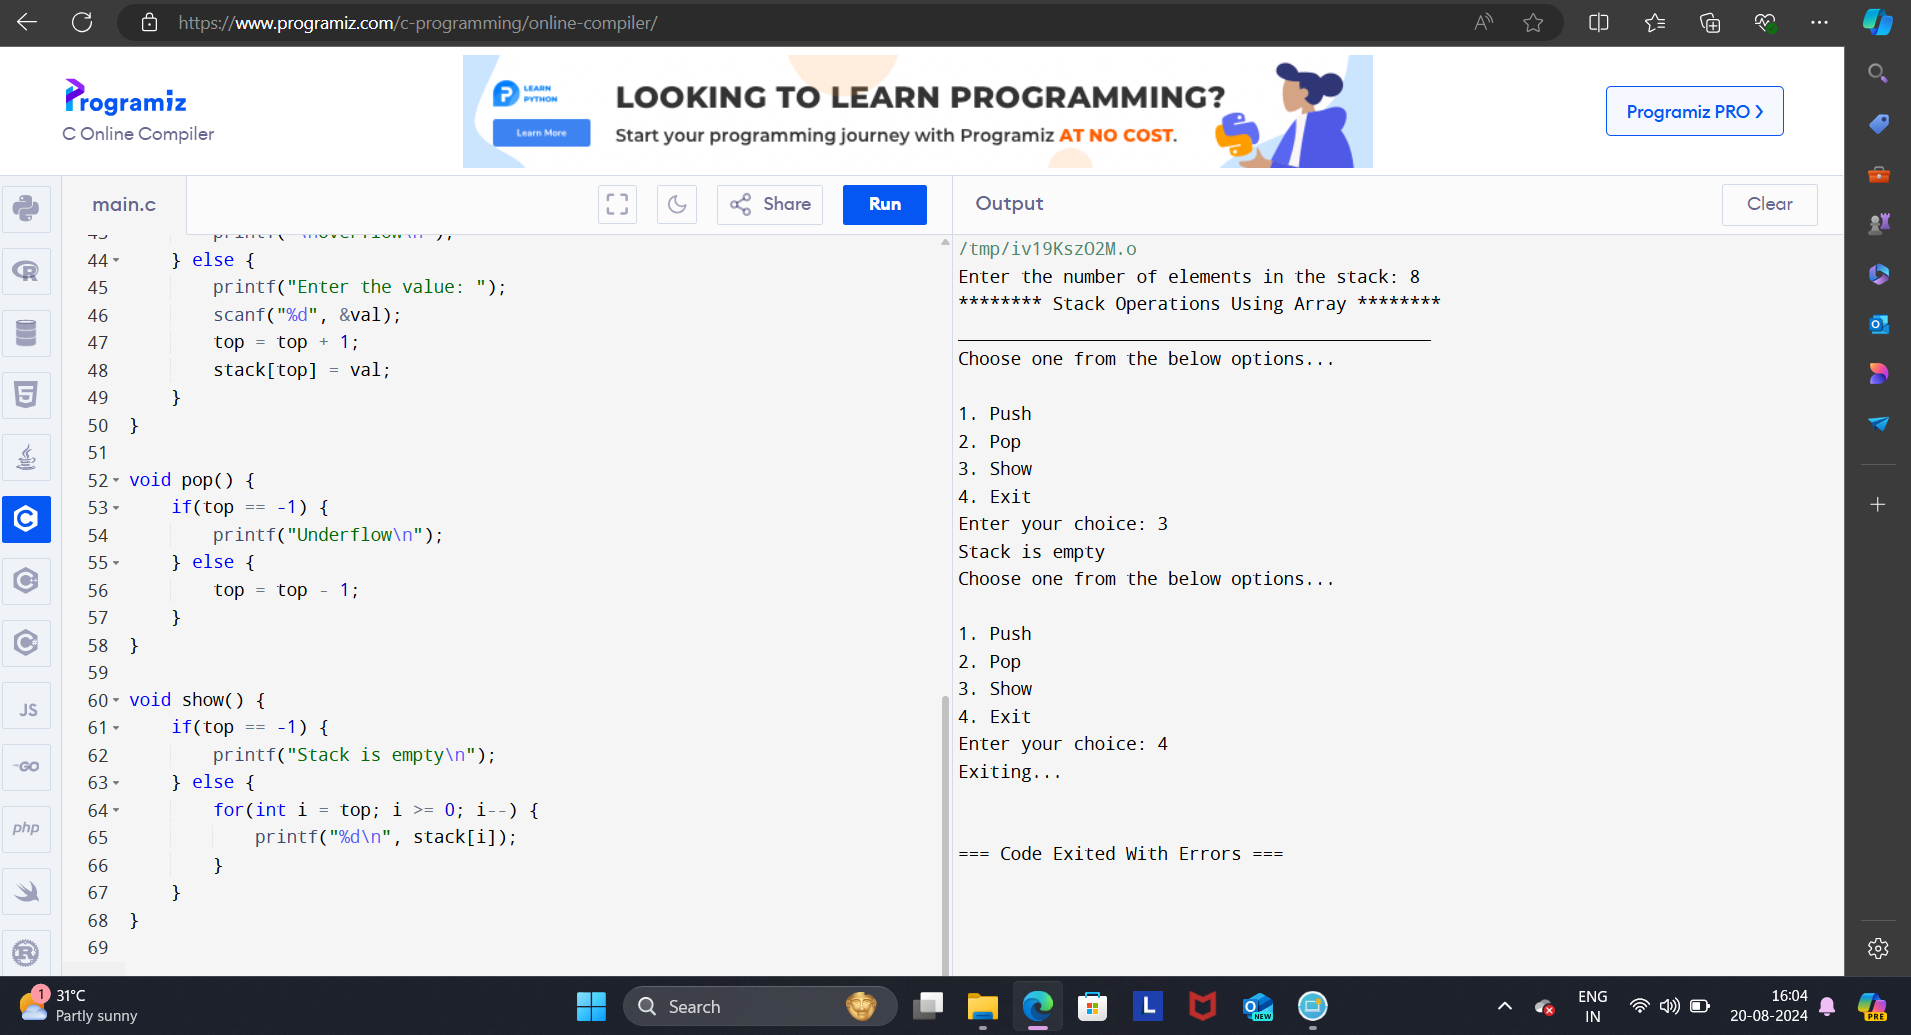 https://www.programiz.com/c-programming/online-compiler/
Programiz
C Online Compiler
LEARN
PYTHON
Learn More
LOOKING TO LEARN PROGRAMMING?
Start your programming journey with Programiz AT NO COST.
Programiz PRO
main.c
Share
Run
Output
Clear
44 } else {
45 printf("Enter the value: ");
46 scanf("%d", &val);
47 top = top + 1;
48 stack[top] = val;
49 }
50 }
51
52 void pop() {
53 if(top == -1) {
54 printf("Underflow\n");
55 } else {
56 top = top - 1;
57 }
58 }
59
60 void show() {
61 if(top == -1) {
62 printf("Stack is empty\n");
63 } else {
64 for(int i = top; i >= 0; i--) {
65 printf("%d\n", stack[i]);
66 }
67 }
68 }
69
/tmp/iv19KszO2M.o
Enter the number of elements in the stack: 8
******** Stack Operations Using Array ********
_____________________________________________
Choose one from the below options...
1. Push
2. Pop
3. Show
4. Exit
Enter your choice: 3
Stack is empty
Choose one from the below options...
1. Push
2. Pop
3. Show
4. Exit
Enter your choice: 4
Exiting...
=== Code Exited With Errors ===
JS
GO
php
1
31°C
Partly sunny
Search
L
NEW
ENG
IN
16:04
20-08-2024
PRE